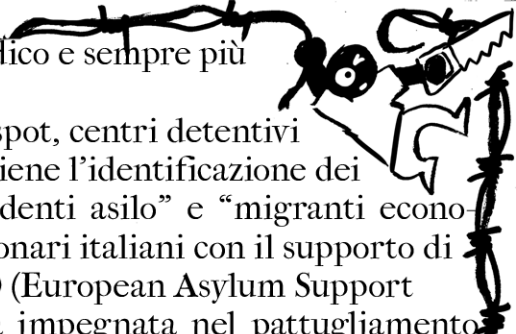 dico e sempre più
spot, centri detentivi
viene l’identificazione dei
denti asilo” e “migranti econo-
onari italiani con il supporto di
(European Asylum Support
impegnata nel pattugliamento